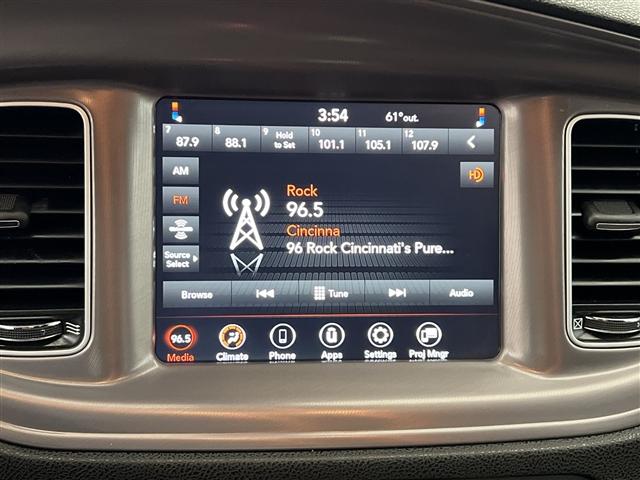 3:54 61°out.
7 87.9 8 88.1 9 Hold to Set 10 101.1 11 105.1 12 107.9
AM
HD
FM
Rock
96.5
Cincinna
96 Rock Cincinnati's Pure...
Source
Select
Browse Tune Audio
96.5
Media Climate Phone Apps Settings Proj Mngr